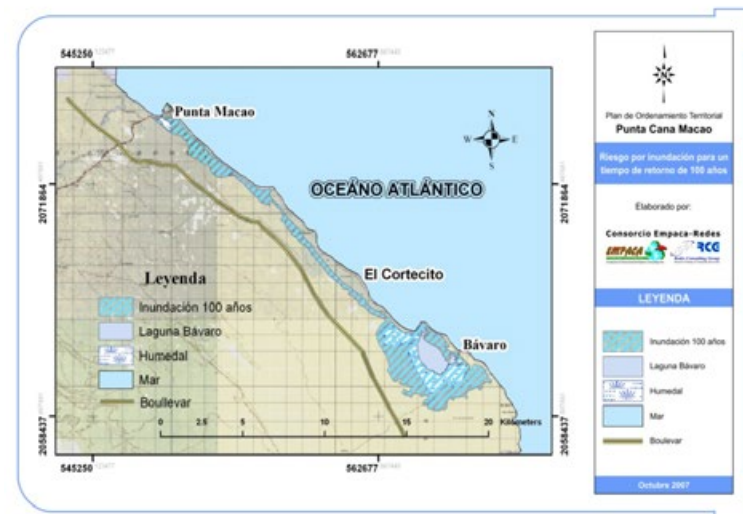 545250
562677
Punta Macao
W N E S
OCEÁNO ATLÁNTICO
2071864
2071864
El Cortecito
Bávaro
Leyenda
Inundación 100 años
Laguna Bávaro
Humedal
Mar
Boullevar
0 2.5 5 10 15 20 Kilometers
2058437
2058437
545250
562677
N
Plan de Ordenamiento Territorial
Punta Cana Macao
Riesgo por inundación para un
tiempo de retorno de 100 años
Elaborado por:
Consorcio Empaca-Redes
EMPACA
RCG
LEYENDA
Inundación 100 años
Laguna Bávaro
Humedal
Mar
Boulevar
Octubre 2007